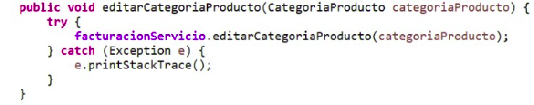 public void editarCategoriaProducto(CategoriaProducto categoriaProducto) {
try {
facturacionServicio.editarCategoriaProducto(categoriaProducto);
} catch (Exception e) {
e.printStackTrace();
}
}